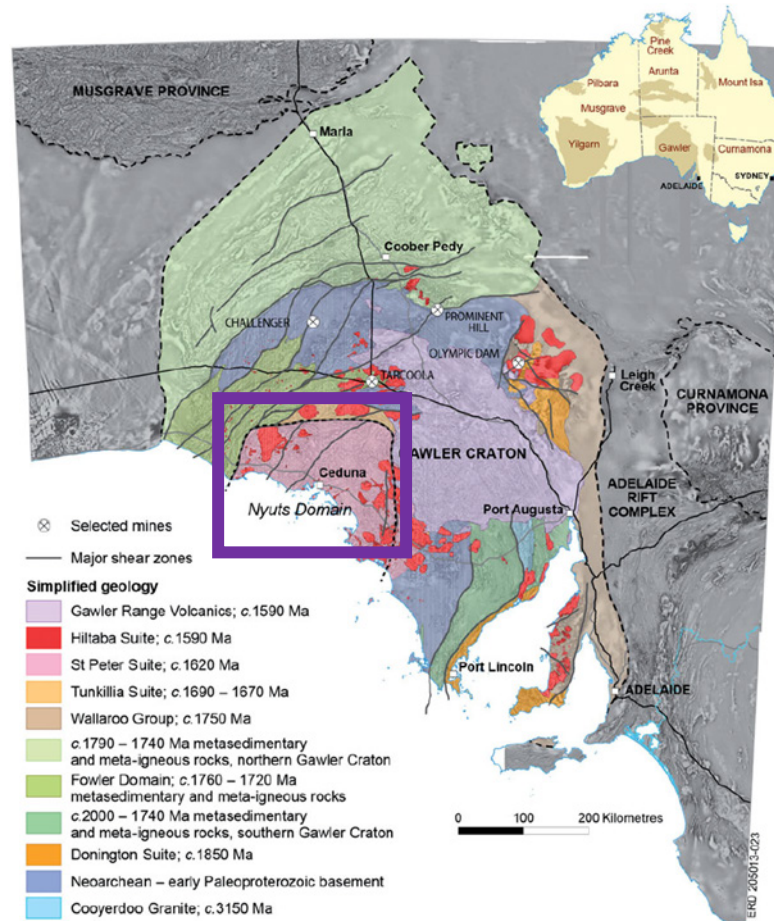 MUSGRAVE PROVINCE
Marla
Coober Pedy
CHALLENGER
PROMINENT
HILL
OLYMPIC DAM
TARCOOLA
Leigh
Creek
CURNAMONA
PROVINCE
GAWLER CRATON
Ceduna
Nyuts Domain
ADELAIDE
RIFT
COMPLEX
Port Augusta
Port Lincoln
ADELAIDE
Pine
Creek
Arunta
Pilbara
Mount Isa
Musgrave
Yilgarn
Gawler
Curnamona
SYDNEY
ADELAIDE
Selected mines
Major shear zones
Simplified geology
Gawler Range Volcanics; c.1590 Ma
Hiltaba Suite; c.1590 Ma
St Peter Suite; c.1620 Ma
Tunkillia Suite; c.1690 – 1670 Ma
Wallaroo Group; c.1750 Ma
c.1790 – 1740 Ma metasedimentary
and meta-igneous rocks, northern Gawler Craton
Fowler Domain; c.1760 – 1720 Ma
metasedimentary and meta-igneous rocks
c.2000 – 1740 Ma metasedimentary
and meta-igneous rocks, southern Gawler Craton
Donington Suite; c.1850 Ma
Neoarchean – early Paleoproterozoic basement
Cooyerdoo Granite; c.3150 Ma
0 100 200 Kilometres
ERD 205013-023